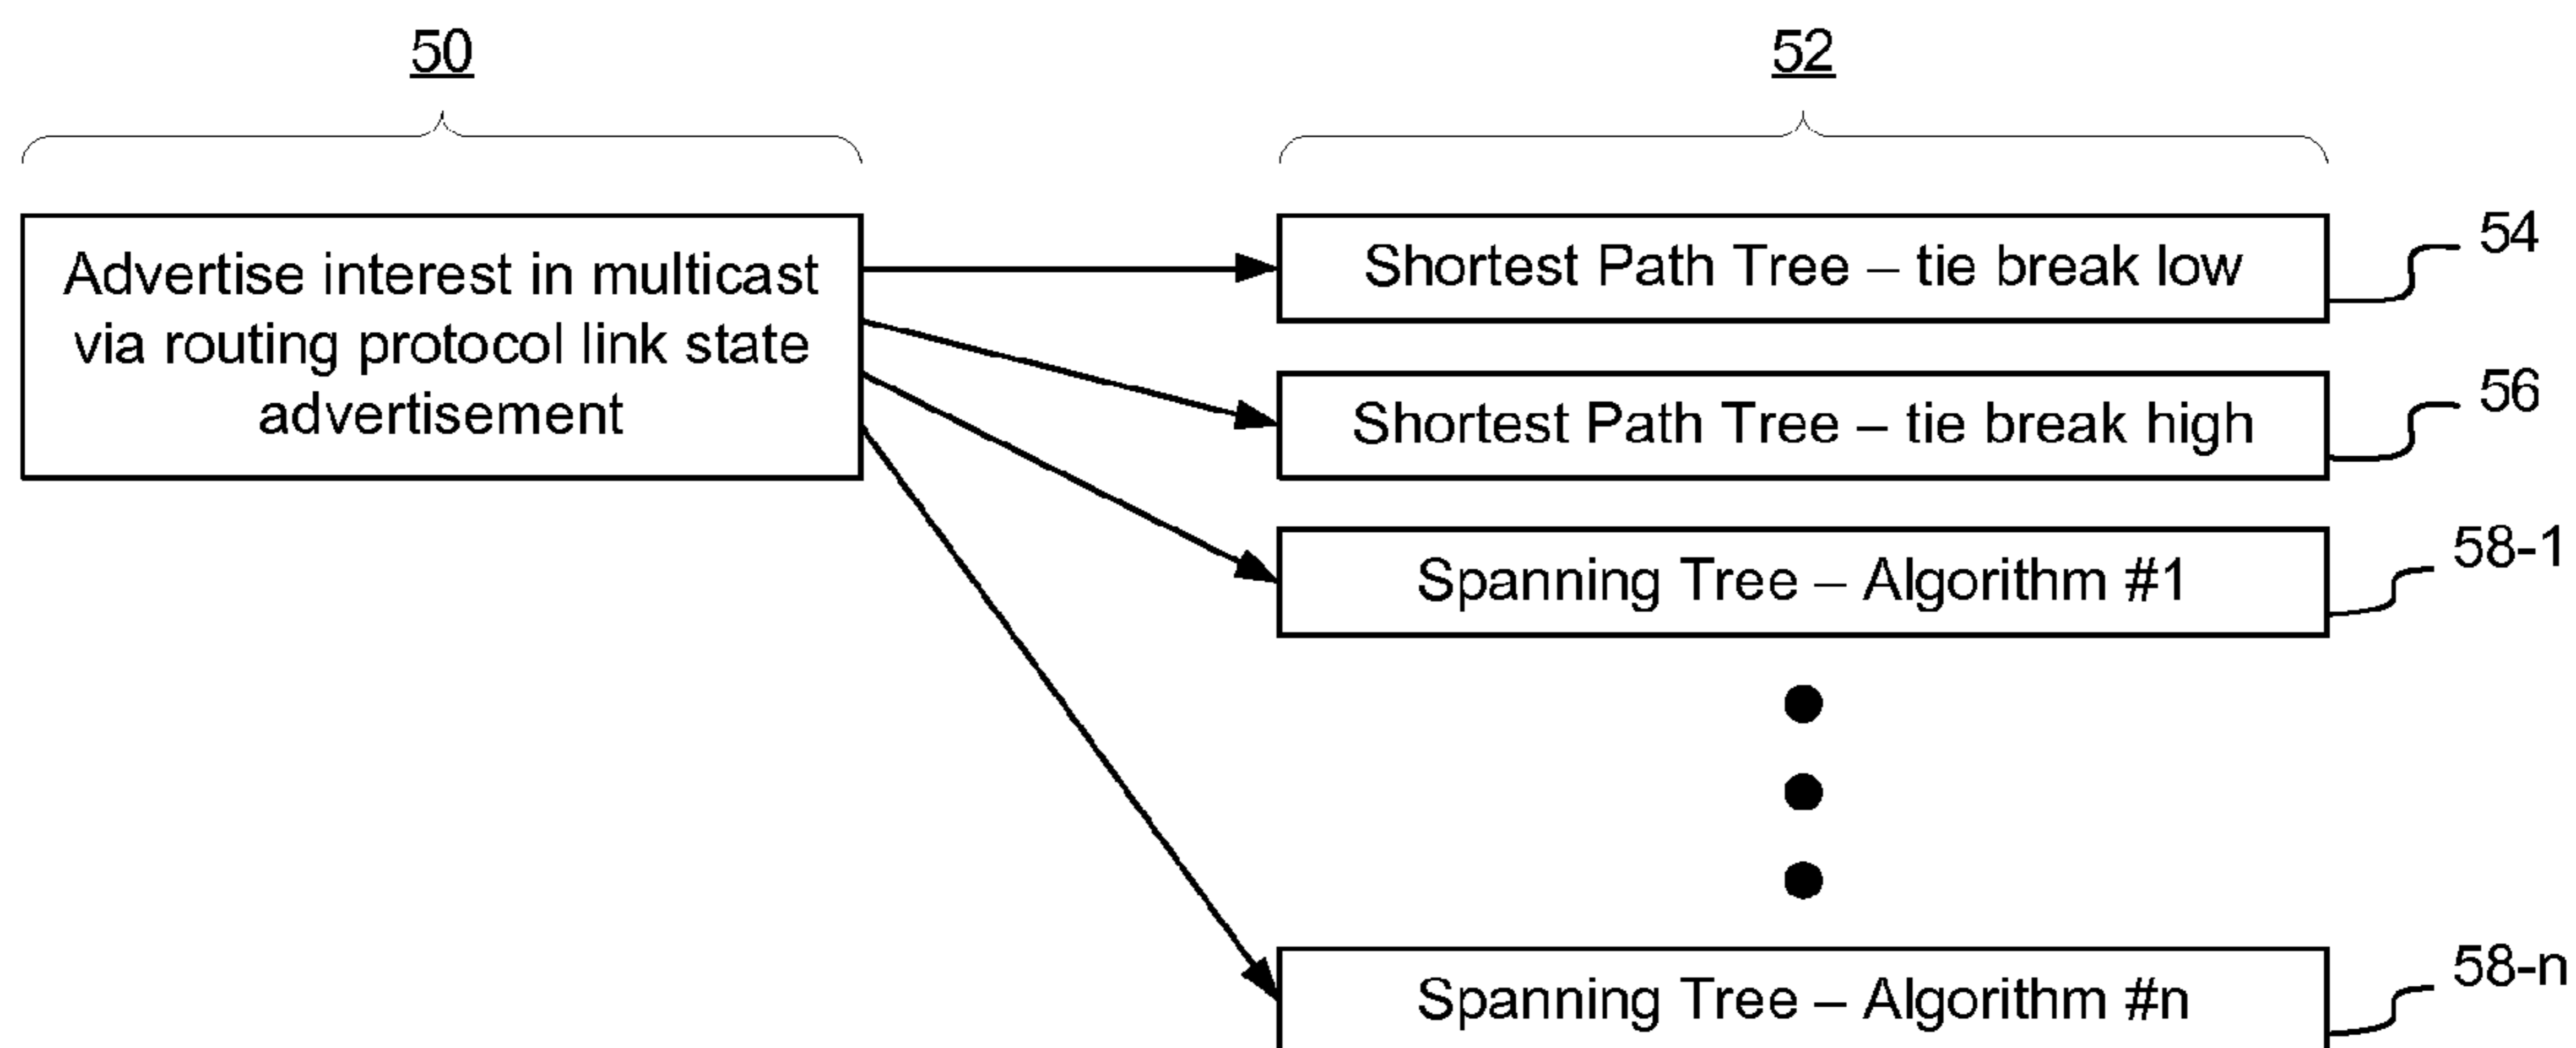 50
52
Advertise interest in multicast
via routing protocol link state
advertisement
Shortest Path Tree – tie break low
54
Shortest Path Tree – tie break high
56
Spanning Tree – Algorithm #1
58-1
Spanning Tree – Algorithm #n
58-n